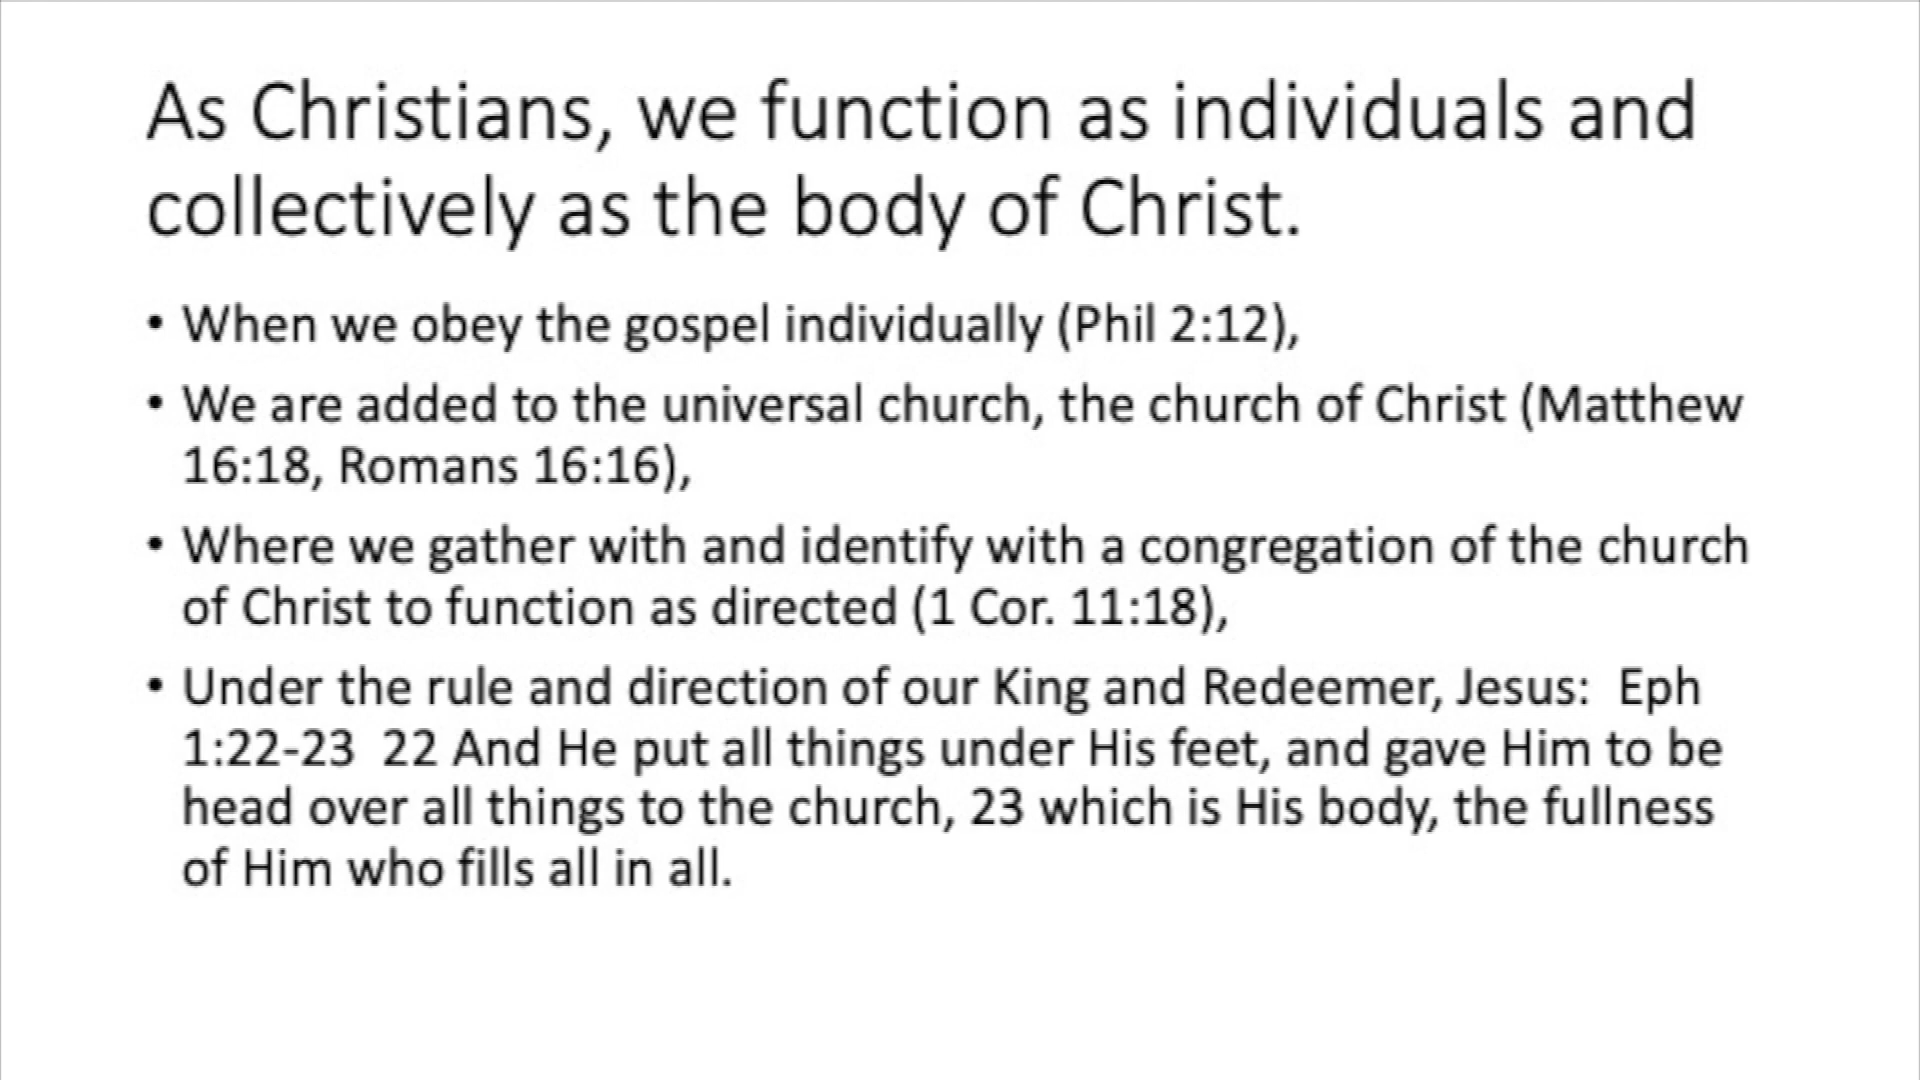 As Christians, we function as individuals and
collectively as the body of Christ.
• When we obey the gospel individually (Phil 2:12),
• We are added to the universal church, the church of Christ (Matthew
16:18, Romans 16:16),
• Where we gather with and identify with a congregation of the church
of Christ to function as directed (1 Cor. 11:18),
• Under the rule and direction of our King and Redeemer, Jesus:  Eph
1:22-23  22 And He put all things under His feet, and gave Him to be
head over all things to the church, 23 which is His body, the fullness
of Him who fills all in all.